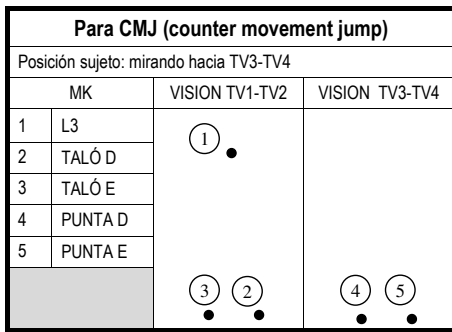 Para CMJ (counter movement jump)
Posición sujeto: mirando hacia TV3-TV4
MK VISION TV1-TV2 VISION TV3-TV4
1 L3
1
2 TALÓ D
3 TALÓ E
4 PUNTA D
5 PUNTA E
3 2 4 5